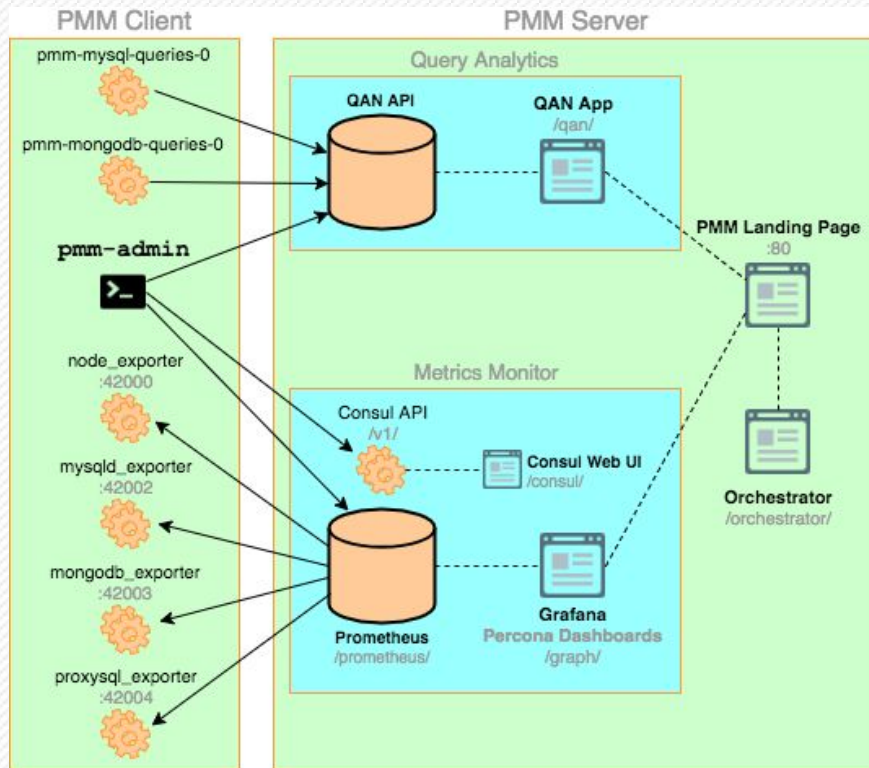 PMM Client
pmm-mysql-queries-0
pmm-mongodb-queries-0
pmm-admin
node_exporter
:42000
mysqld_exporter
:42002
mongodb_exporter
:42003
proxysql_exporter
:42004
PMM Server
Query Analytics
QAN API
QAN App
/qan/
PMM Landing Page
:80
Metrics Monitor
Consul API
/v1/
Consul Web UI
/consul/
Orchestrator
/orchestrator/
Prometheus
/prometheus/
Grafana
Percona Dashboards
/graph/